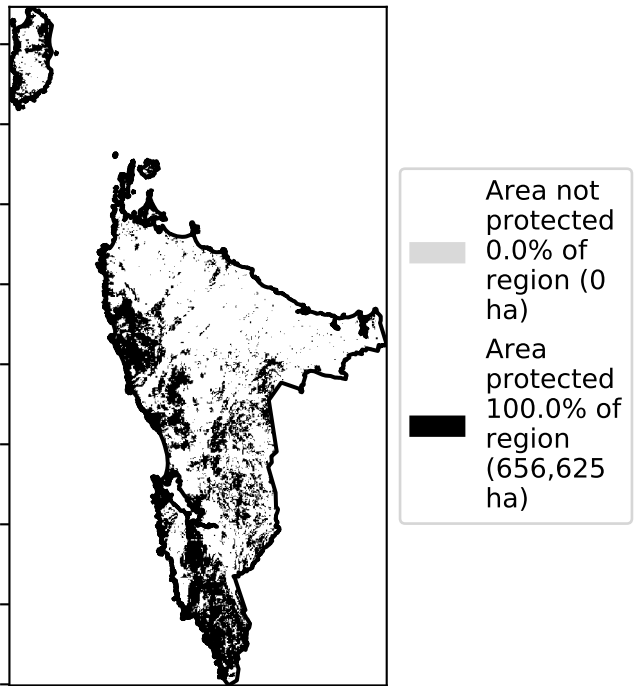 Area not
protected
0.0% of
region (0
ha)
Area
protected
100.0% of
region
(656,625
ha)